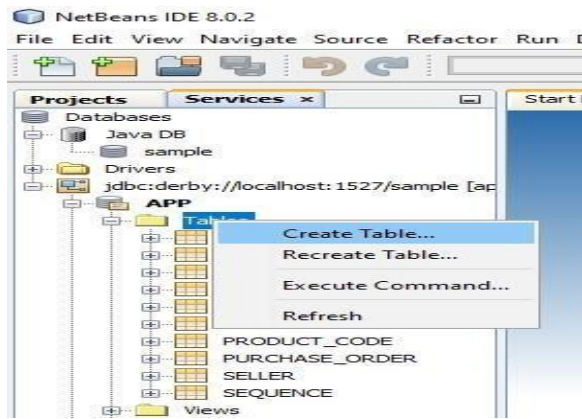 NetBeans IDE 8.0.2
File Edit View Navigate Source Refactor Run
Projects Services × Start
Databases
Java DB
sample
Drivers
jdbc:derby://localhost:1527/sample [ap
APP
Create Table...
Recreate Table...
Execute Command...
Refresh
PRODUCT_CODE
PURCHASE_ORDER
SELLER
SEQUENCE
Views